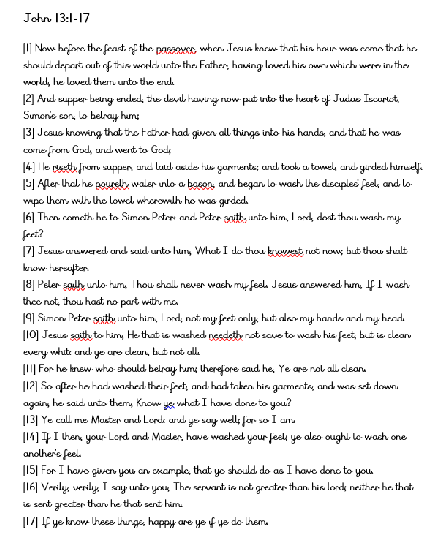 John 13:1-17
[1] Now before the feast of the passover, when Jesus knew that his hour was come that he
should depart out of this world unto the Father, having loved his own which were in the
world, he loved them unto the end.
[2] And supper being ended, the devil having now put into the heart of Judas Iscariot,
Simon's son, to betray him;
[3] Jesus knowing that the Father had given all things into his hands, and that he was
come from God, and went to God;
[4] He riseth from supper, and laid aside his garments; and took a towel, and girded himself.
[5] After that he poureth water into a bason, and began to wash the disciples' feet, and to
wipe them with the towel wherewith he was girded.
[6] Then cometh he to Simon Peter: and Peter saith unto him, Lord, dost thou wash my
feet?
[7] Jesus answered and said unto him, What I do thou knowest not now; but thou shalt
know hereafter.
[8] Peter saith unto him, Thou shalt never wash my feet. Jesus answered him, If I wash
thee not, thou hast no part with me.
[9] Simon Peter saith unto him, Lord, not my feet only, but also my hands and my head.
[10] Jesus saith to him, He that is washed needeth not save to wash his feet, but is clean
every whit: and ye are clean, but not all.
[11] For he knew who should betray him; therefore said he, Ye are not all clean.
[12] So after he had washed their feet, and had taken his garments, and was set down
again, he said unto them, Know ye what I have done to you?
[13] Ye call me Master and Lord: and ye say well; for so I am.
[14] If I then, your Lord and Master, have washed your feet; ye also ought to wash one
another's feet.
[15] For I have given you an example, that ye should do as I have done to you.
[16] Verily, verily, I say unto you, The servant is not greater than his lord; neither he that
is sent greater than he that sent him.
[17] If ye know these things, happy are ye if ye do them.